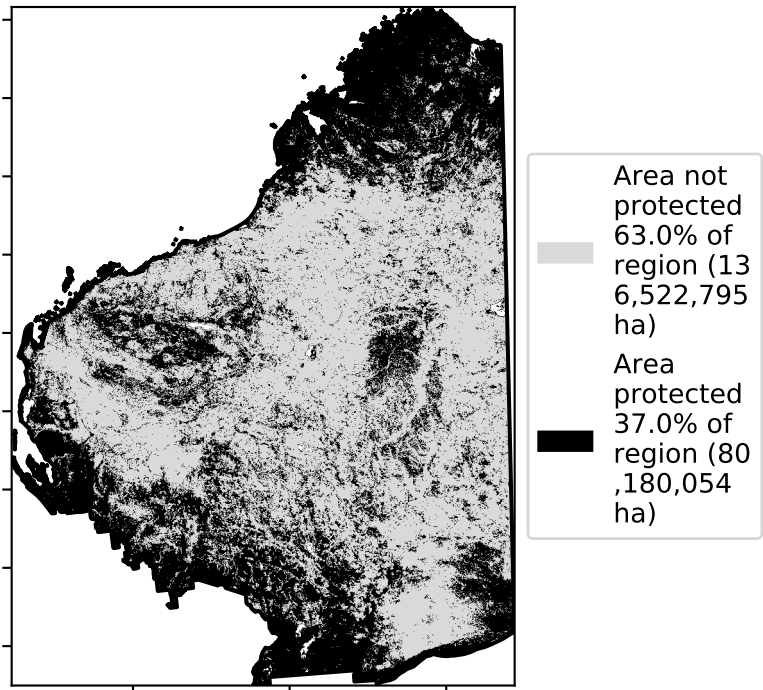 Area not
protected
63.0% of
region (13
6,522,795
ha)
Area
protected
37.0% of
region (80
,180,054
ha)